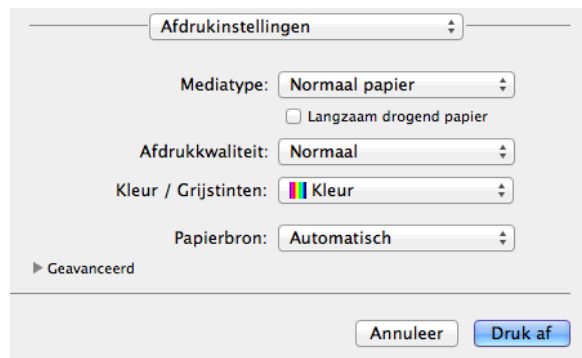 Afdrukinstellingen
Mediatype: Normaal papier
Langzaam drogend papier
Afdrukkwaliteit: Normaal
Kleur / Grijstinten: Kleur
Papierbron: Automatisch
Geavanceerd
Annuleer Druk af